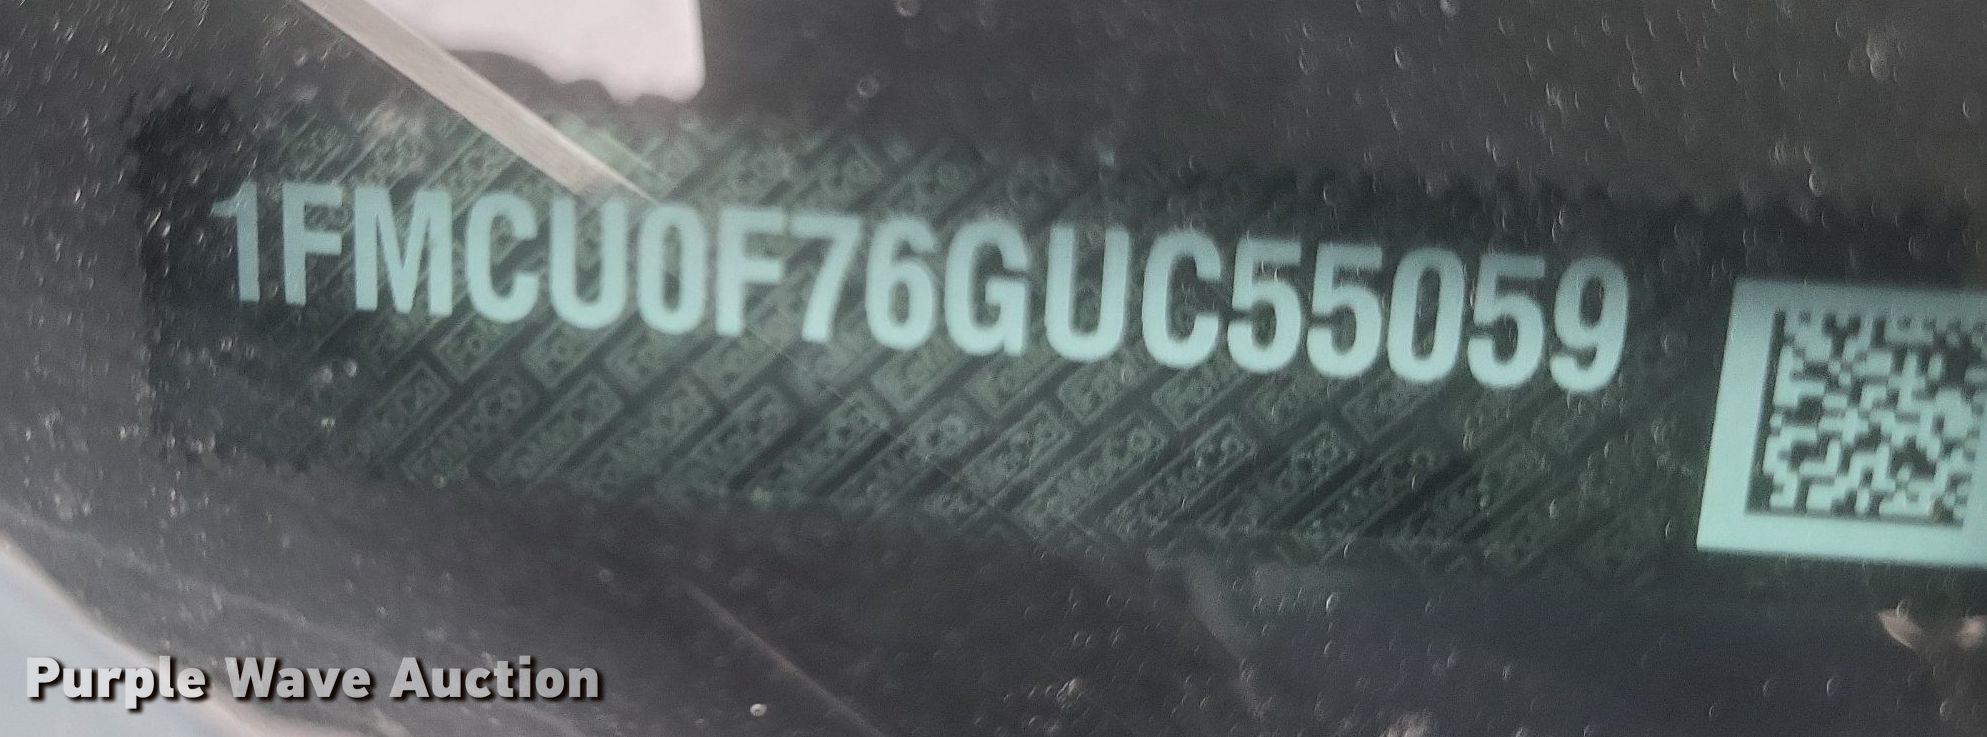 1FMCU0F76GUC55059
Purple Wave Auction